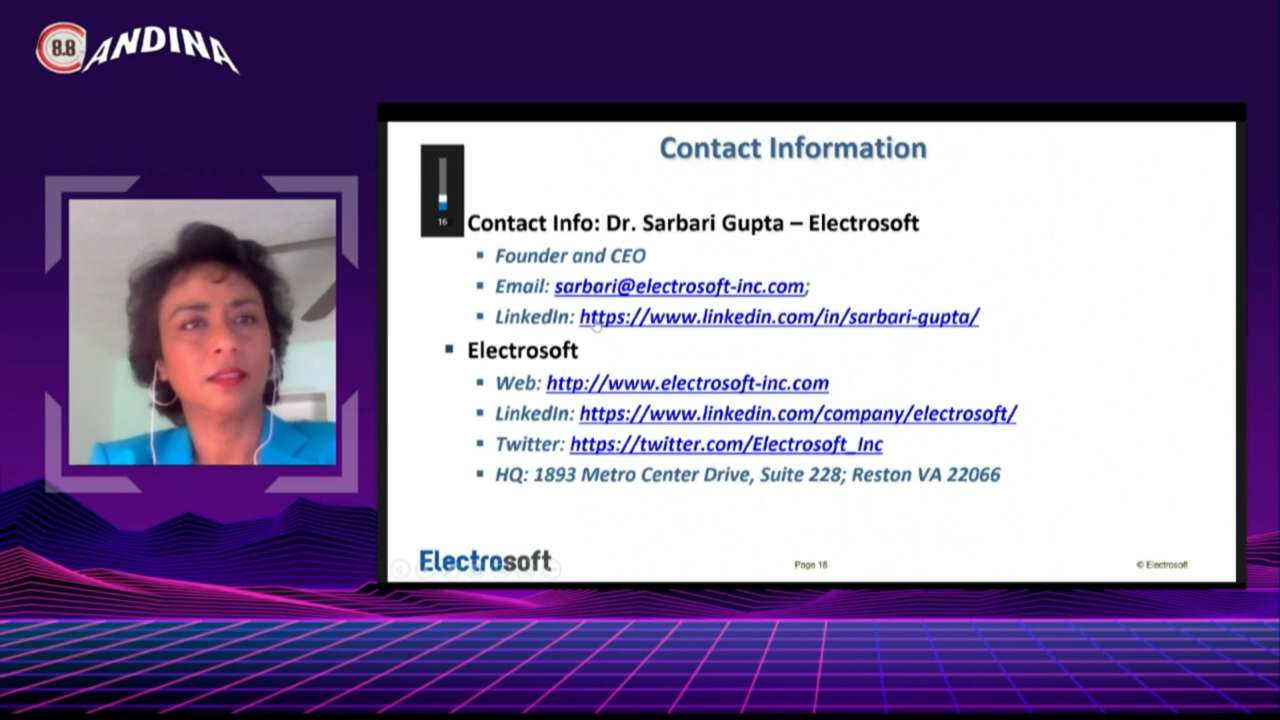 8.8 ANDINA
Contact Information
16
Contact Info: Dr. Sarbari Gupta – Electrosoft
▪ Founder and CEO
▪ Email: sarbari@electrosoft-inc.com;
▪ LinkedIn: https://www.linkedin.com/in/sarbari-gupta/
▪ Electrosoft
▪ Web: http://www.electrosoft-inc.com
▪ LinkedIn: https://www.linkedin.com/company/electrosoft/
▪ Twitter: https://twitter.com/Electrosoft_Inc
▪ HQ: 1893 Metro Center Drive, Suite 228; Reston VA 22066
Electrosoft
Page 18
© Electrosoft